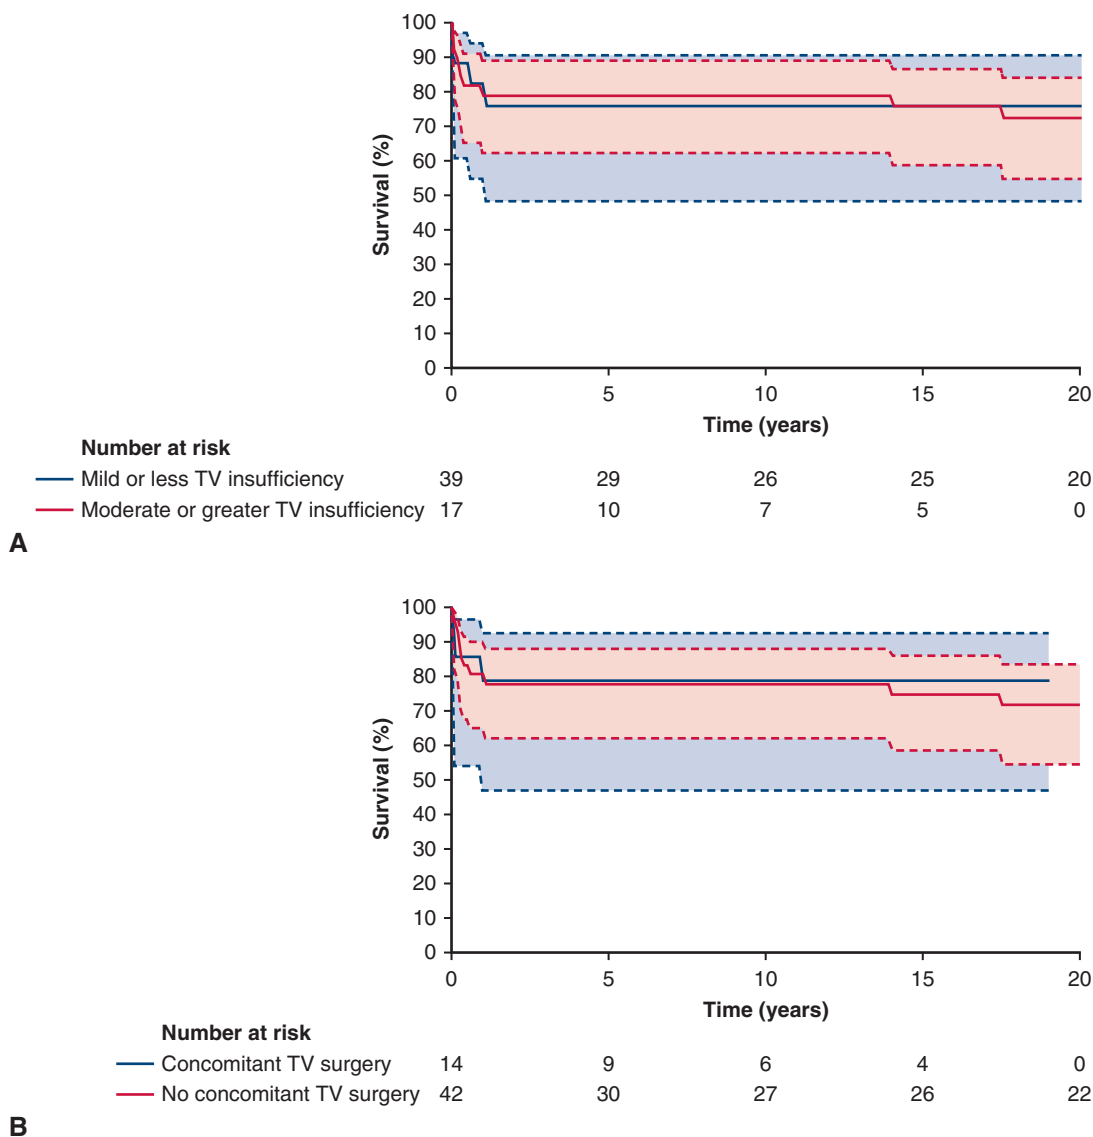 100
90
80
70
60
50
40
30
20
10
0
Survival (%)
0 5 10 15 20
Time (years)
Number at risk
Mild or less TV insufficiency 39 29 26 25 20
Moderate or greater TV insufficiency 17 10 7 5 0
A
100
90
80
70
60
50
40
30
20
10
0
Survival (%)
0 5 10 15 20
Time (years)
Number at risk
Concomitant TV surgery 14 9 6 4 0
No concomitant TV surgery 42 30 27 26 22
B